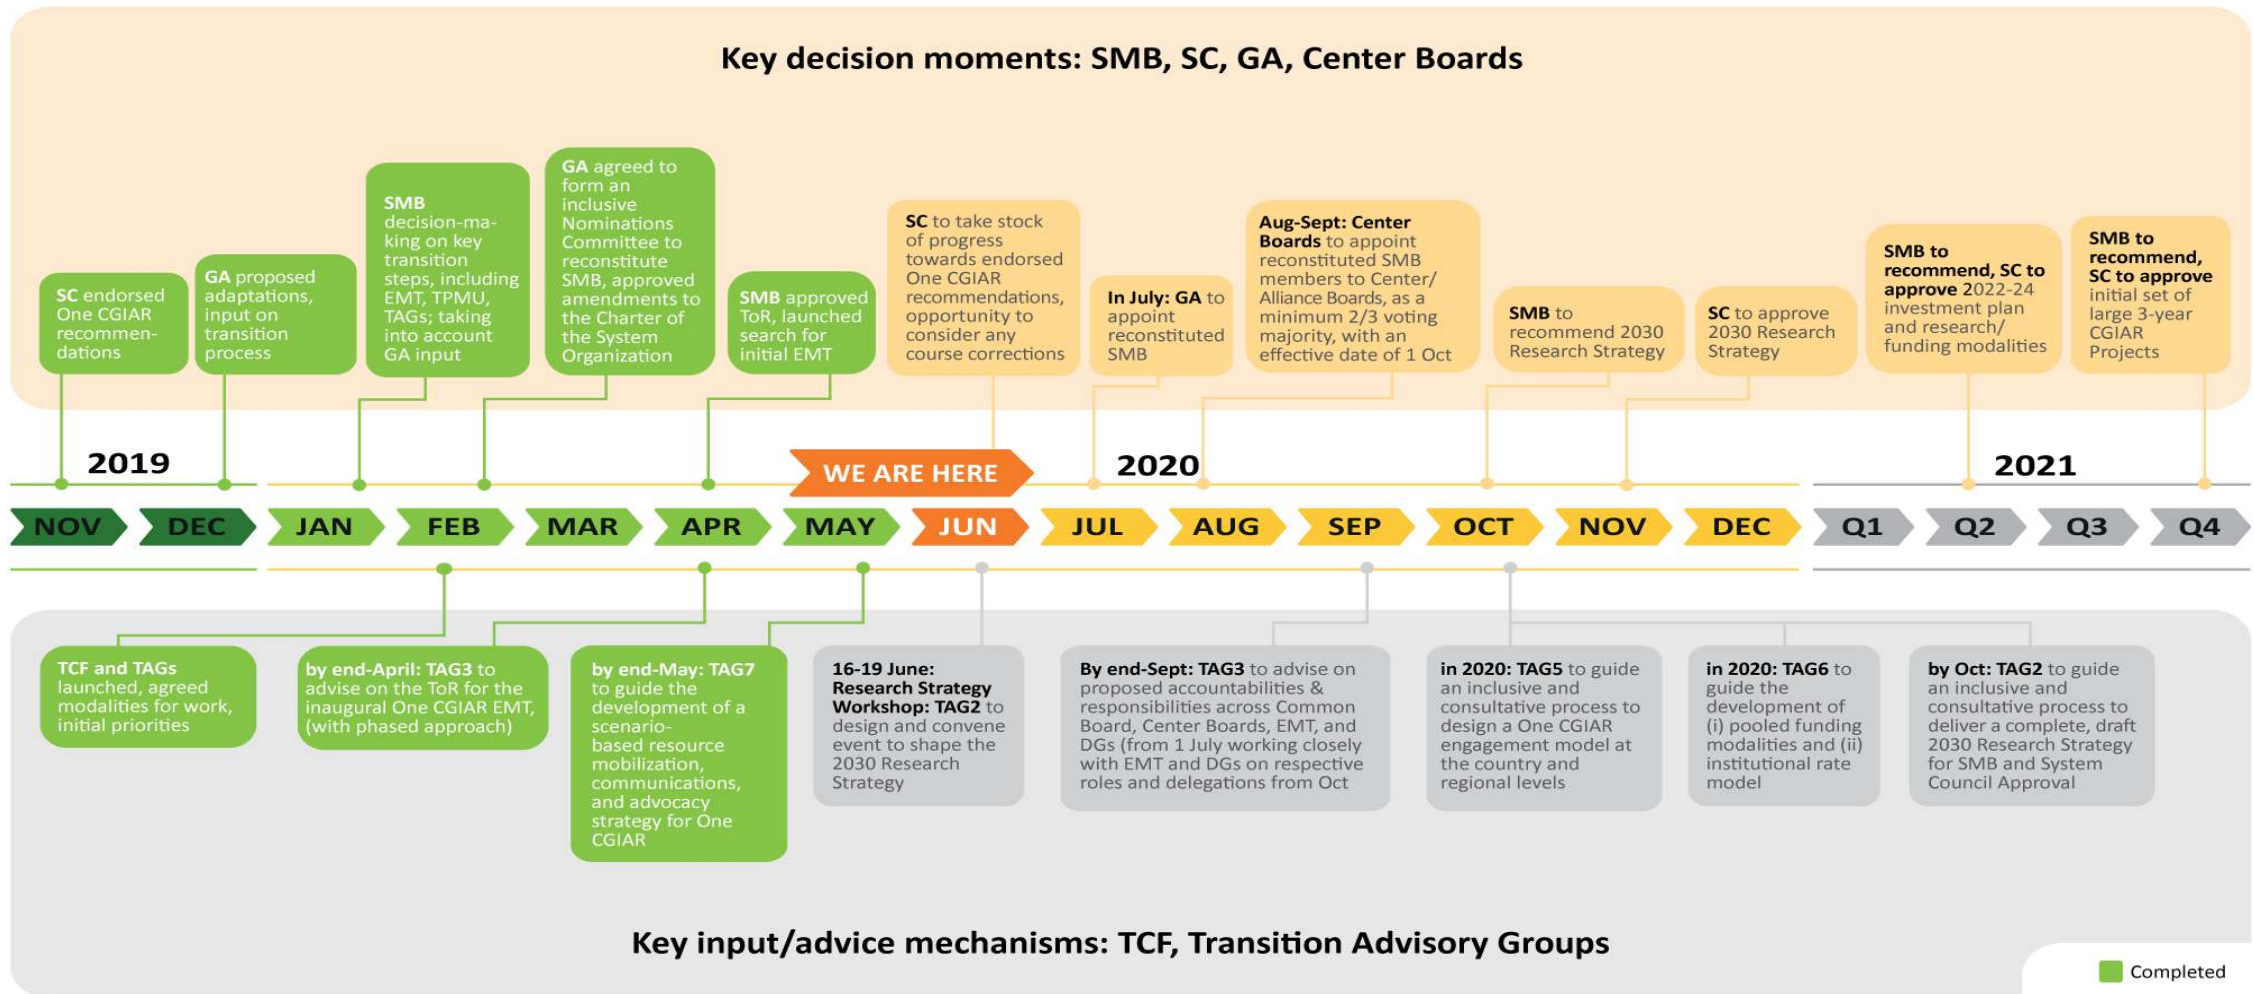 Key decision moments: SMB, SC, GA, Center Boards
SC endorsed
One CGIAR
recommen-
dations
GA proposed
adaptations,
input on
transition
process
SMB
decision-ma-
king on key
transition
steps, including
EMT, TPMU,
TAGs; taking
into account
GA input
GA agreed to
form an
inclusive
Nominations
Committee to
reconstitute
SMB, approved
amendments to
the Charter of
the System
Organization
SMB approved
ToR, launched
search for
initial EMT
SC to take stock
of progress
towards endorsed
One CGIAR
recommendations,
opportunity to
consider any
course corrections
In July: GA to
appoint
reconstituted
SMB
Aug-Sept: Center
Boards to appoint
reconstituted SMB
members to Center/
Alliance Boards, as a
minimum 2/3 voting
majority, with an
effective date of 1 Oct
SMB to
recommend 2030
Research Strategy
SC to approve
2030 Research
Strategy
SMB to
recommend, SC to
approve 2022-24
investment plan
and research/
funding modalities
SMB to
recommend,
SC to approve
initial set of
large 3-year
CGIAR
Projects
2019
WE ARE HERE
2020
2021
NOV DEC JAN FEB MAR APR MAY JUN JUL AUG SEP OCT NOV DEC Q1 Q2 Q3 Q4
TCF and TAGs
launched, agreed
modalities for work,
initial priorities
by end-April: TAG3 to
advise on the ToR for the
inaugural One CGIAR EMT,
(with phased approach)
by end-May: TAG7
to guide the
development of a
scenario-
based resource
mobilization,
communications,
and advocacy
strategy for One
CGIAR
16-19 June:
Research Strategy
Workshop: TAG2 to
design and convene
event to shape the
2030 Research
Strategy
By end-Sept: TAG3 to advise on
proposed accountabilities &
responsibilities across Common
Board, Center Boards, EMT, and
DGs (from 1 July working closely
with EMT and DGs on respective
roles and delegations from Oct
in 2020: TAG5 to guide
an inclusive and
consultative process to
design a One CGIAR
engagement model at
the country and
regional levels
in 2020: TAG6 to
guide the
development of
(i) pooled funding
modalities and (ii)
institutional rate
model
by Oct: TAG2 to guide
an inclusive and
consultative process to
deliver a complete, draft
2030 Research Strategy
for SMB and System
Council Approval
Key input/advice mechanisms: TCF, Transition Advisory Groups
Completed